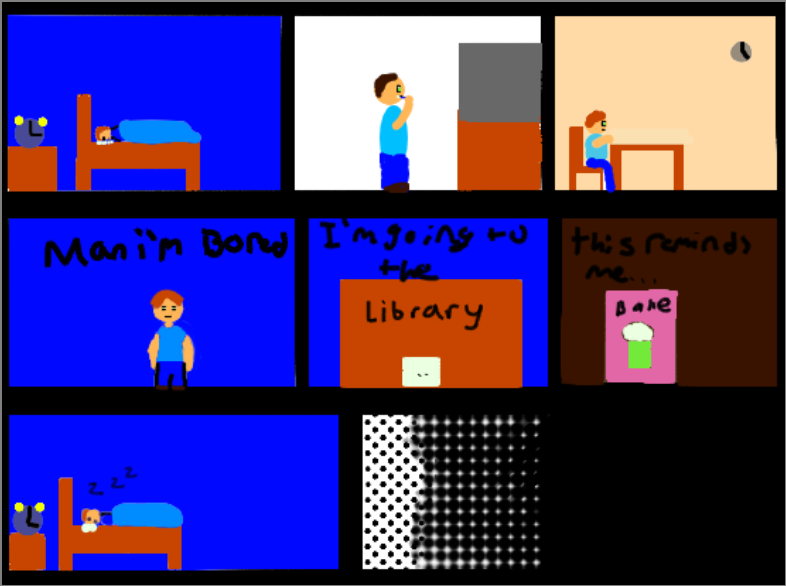 Man i'm Bored
I'm going to
the
Library
this reminds
me...
Bake
z z z